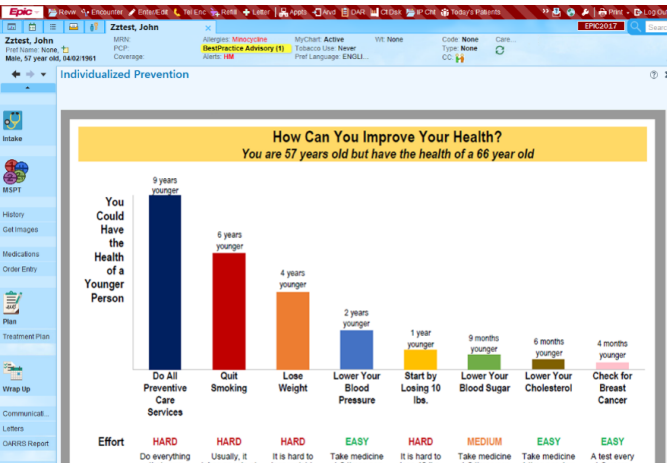 Epic Revw Encounter Enter/Edit Tel Enc Refill Letter Appts Arvd DAR Ct Dsk IP Cht Today's Patients Print Log Out
Zztest, John
EPIC2017
Zztest, John
Pref Name: None,
Male, 57 year old, 04/02/1961
MRN:
PCP:
Coverage:
Allergies: Minocycline
BestPractice Advisory (1)
Alerts: HM
MyChart: Active
Tobacco Use: Never
Pref Language: ENGLI...
Wt: None
Code: None
Type: None
CC:
Care...
Individualized Prevention
Intake
MSPT
History
Get Images
Medications
Order Entry
Plan
Treatment Plan
Wrap Up
Communicati...
Letters
OARRS Report
How Can You Improve Your Health?
You are 57 years old but have the health of a 66 year old
You
Could
Have
the
Health
of a
Younger
Person
9 years
younger
6 years
younger
4 years
younger
2 years
younger
1 year
younger
9 months
younger
6 months
younger
4 months
younger
Do All
Preventive
Care
Services
Quit
Smoking
Lose
Weight
Lower Your
Blood
Pressure
Start by
Losing 10
lbs.
Lower Your
Blood Sugar
Lower Your
Cholesterol
Check for
Breast
Cancer
Effort HARD HARD HARD EASY HARD MEDIUM EASY EASY
Do everything Usually, it It is hard to Take medicine It is hard to Take medicine Take medicine A test every